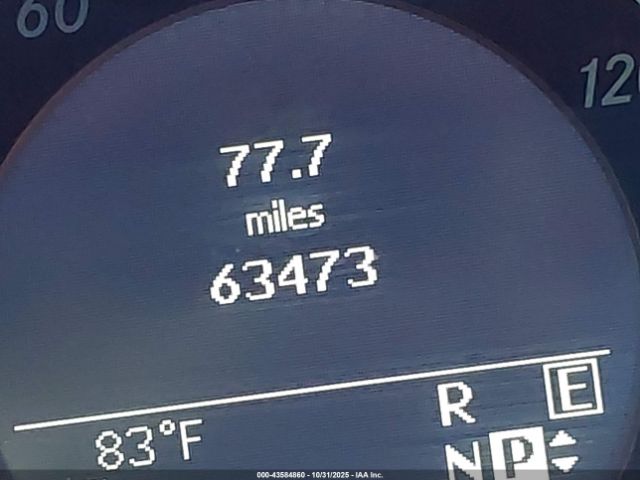 60
120
77.7
miles
63473
R E
83°F
N P
000-43584860 - 10/31/2025 - IAA Inc.